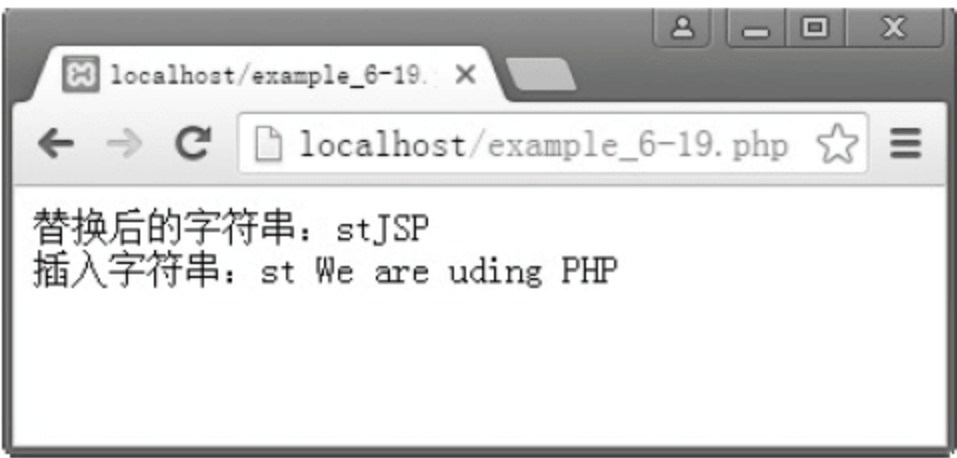 localhost/example_6-19.
localhost/example_6-19.php
替换后的字符串：stJSP
插入字符串：st We are uding PHP